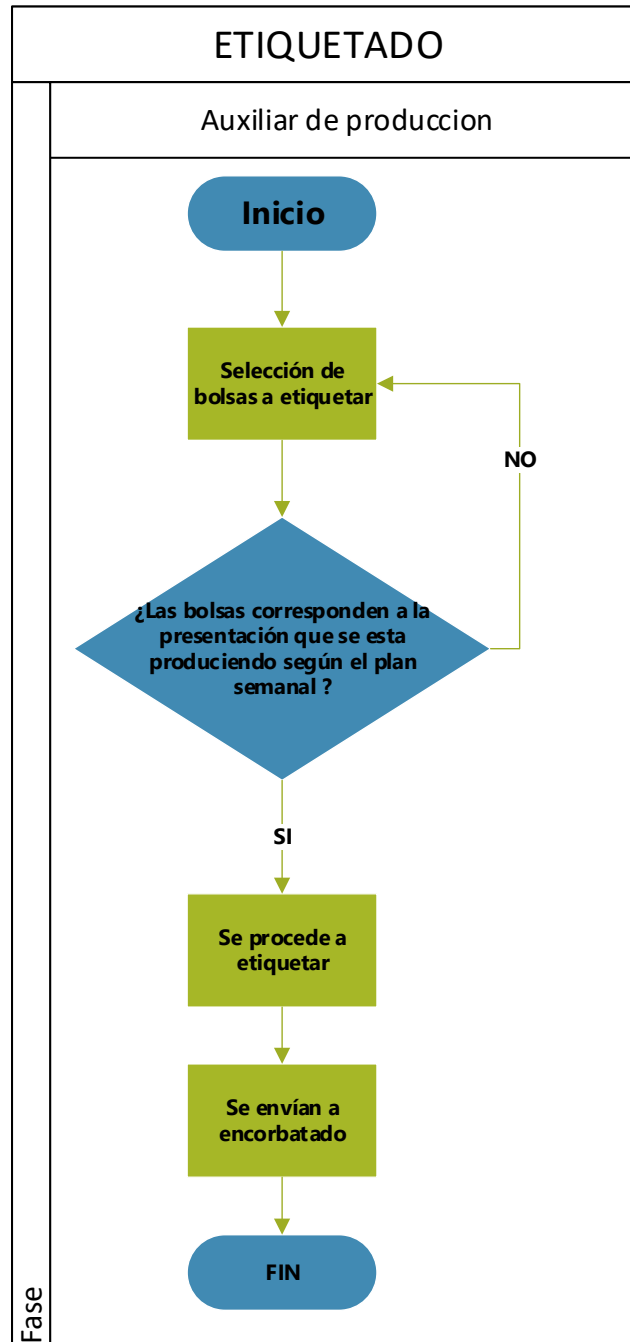 ETIQUETADO
Auxiliar de produccion
Inicio
Selección de
bolsas a etiquetar
NO
¿Las bolsas corresponden a la
presentación que se esta
produciendo según el plan
semanal ?
SI
Se procede a
etiquetar
Se envían a
encorbatado
FIN
Fase